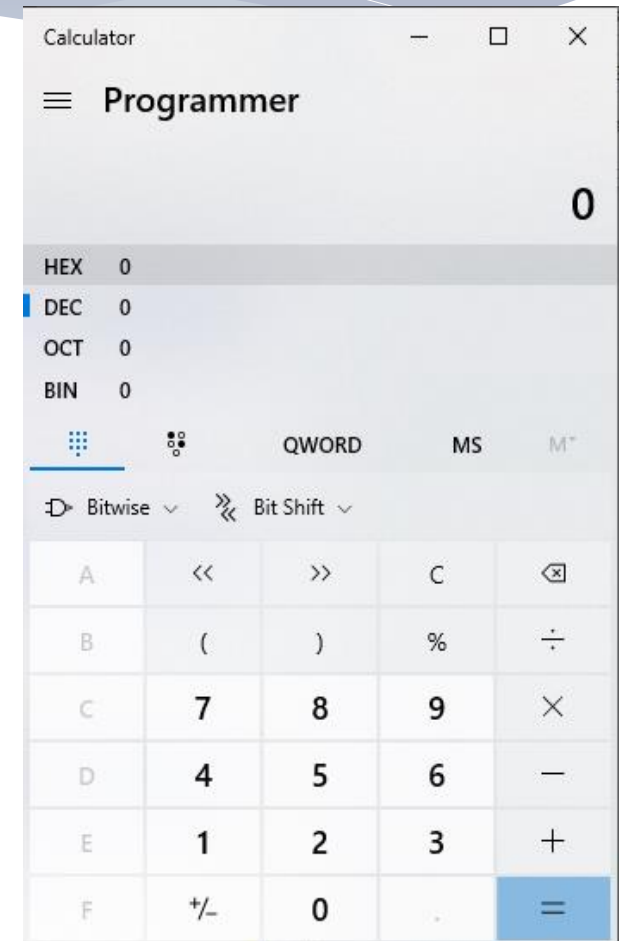 Calculator
Programmer
0
HEX 0
DEC 0
OCT 0
BIN 0
QWORD MS M˅
Bitwise Bit Shift
A << >> C
B ( ) % ÷
C 7 8 9 ×
D 4 5 6 −
E 1 2 3 +
F +/− 0 . =